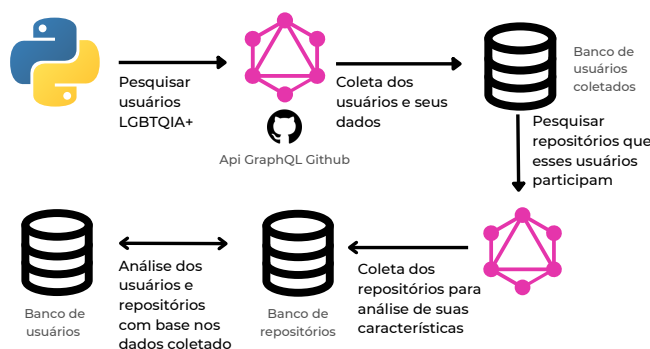 Pesquisar
usuários
LGBTQIA+
Api GraphQL Github
Coleta dos
usuários e seus
dados
Banco de
usuários
coletados
Pesquisar
repositórios que
esses usuários
participam
Coleta dos
repositórios para
análise de suas
características
Banco de
repositórios
Análise dos
usuários e
repositórios
com base nos
dados coletado
Banco de
usuários